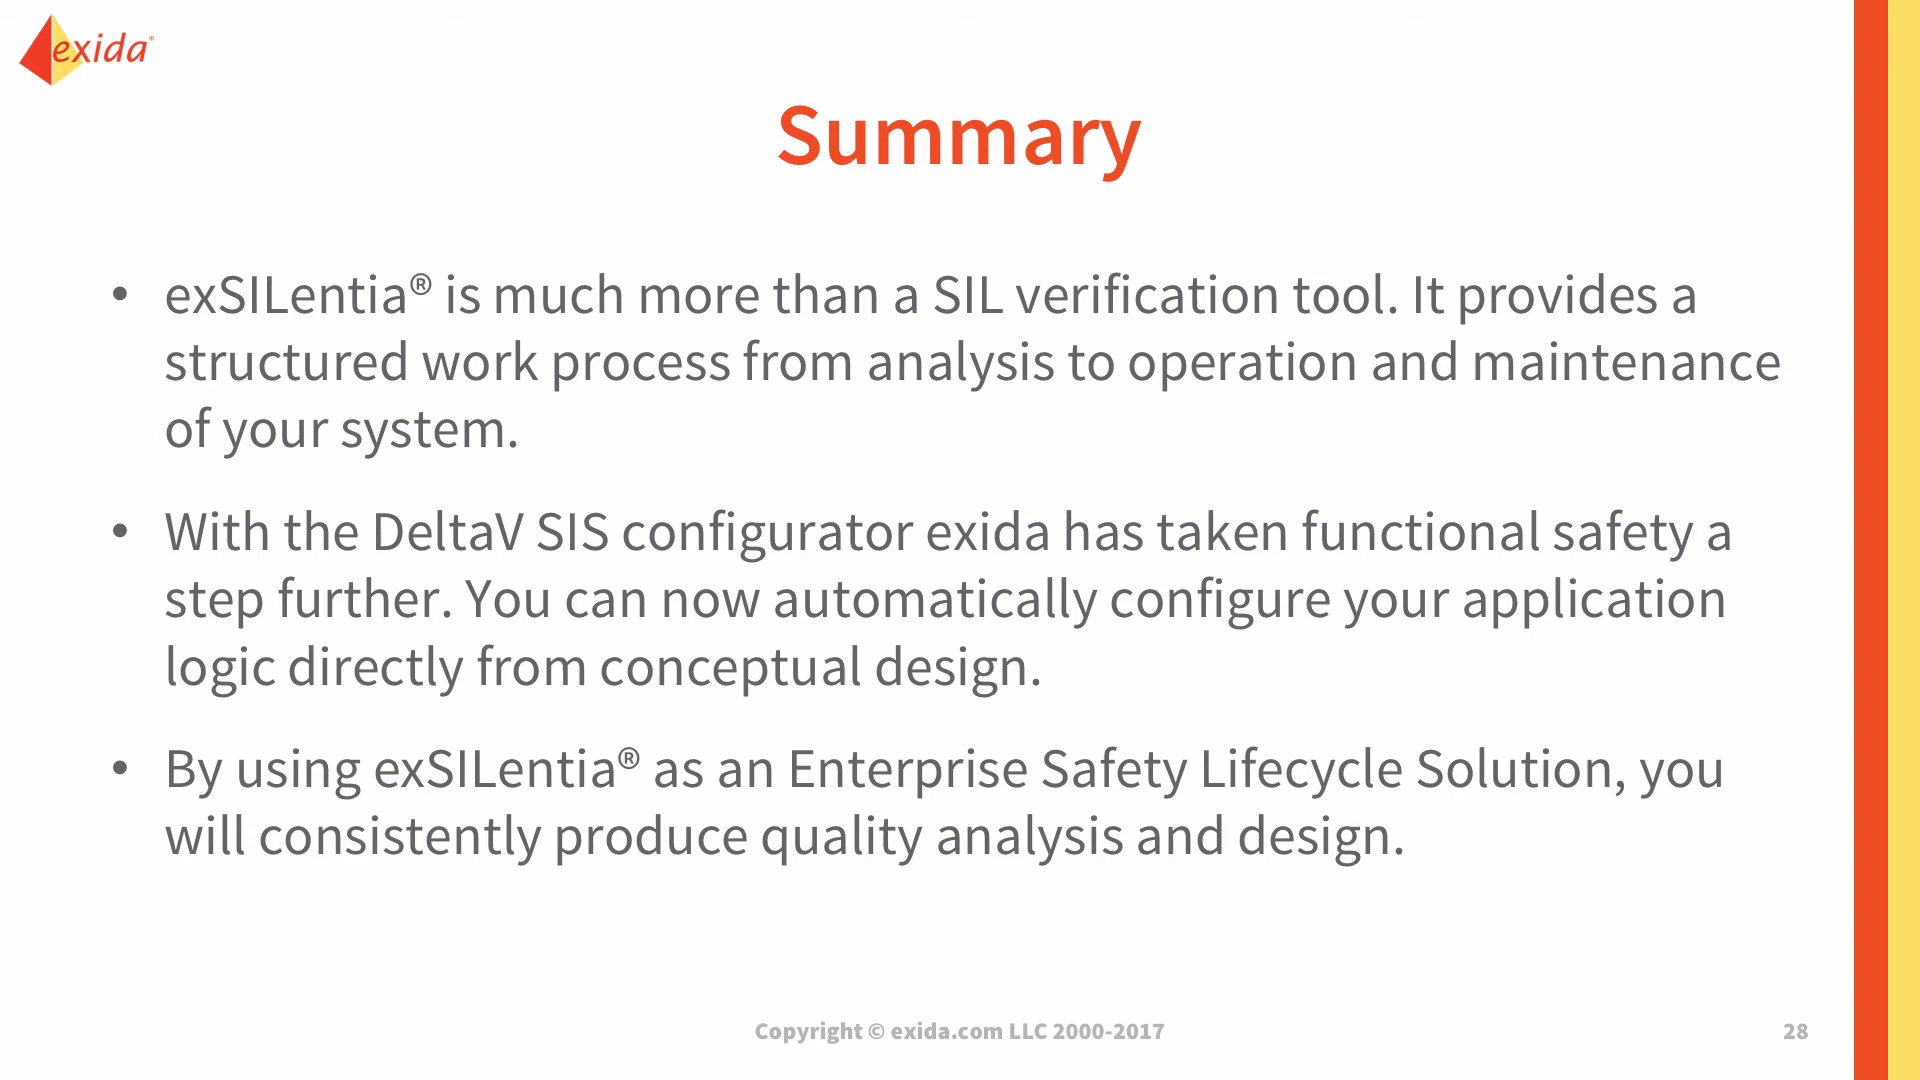 exida®
Summary
• exSILentia® is much more than a SIL verification tool. It provides a
structured work process from analysis to operation and maintenance
of your system.
• With the DeltaV SIS configurator exida has taken functional safety a
step further. You can now automatically configure your application
logic directly from conceptual design.
• By using exSILentia® as an Enterprise Safety Lifecycle Solution, you
will consistently produce quality analysis and design.
Copyright © exida.com LLC 2000-2017
28